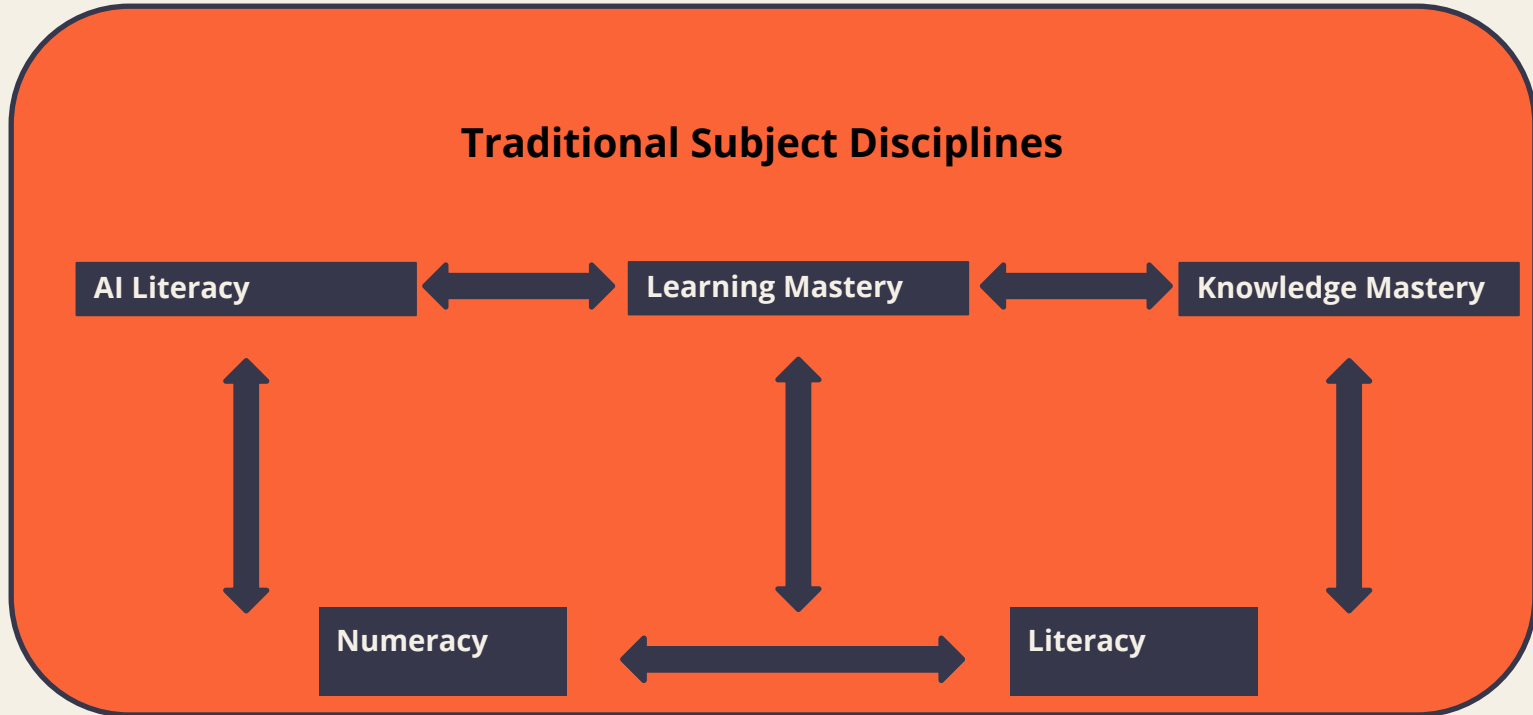 Traditional Subject Disciplines
AI Literacy
Learning Mastery
Knowledge Mastery
Numeracy
Literacy